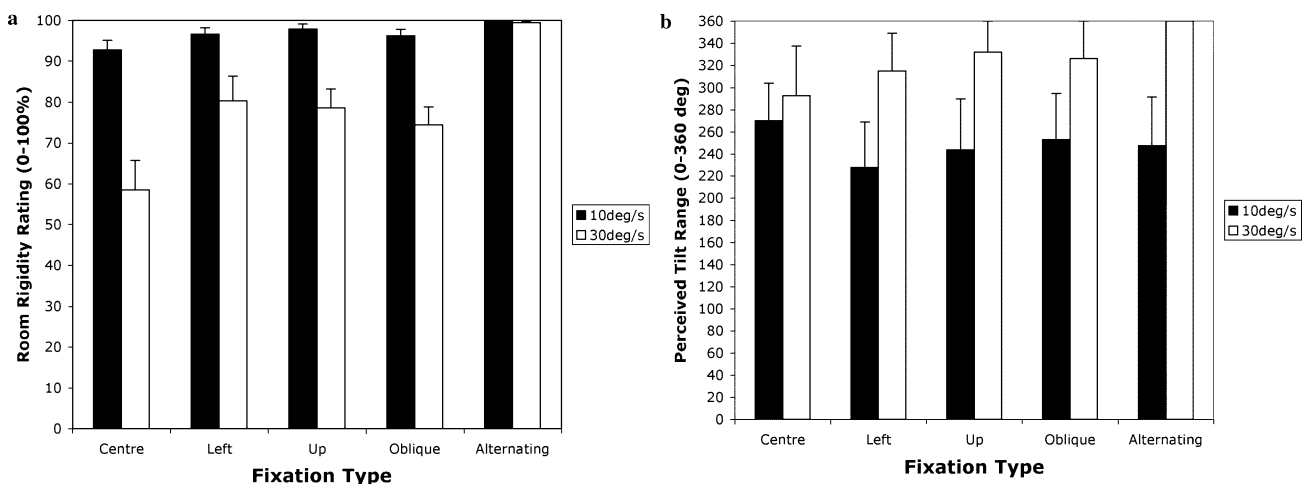 a
Room Rigidity Rating (0-100%)
100
90
80
70
60
50
40
30
20
10
0
Centre Left Up Oblique Alternating
Fixation Type
10deg/s
30deg/s
b
Perceived Tilt Range (0-360 deg)
360
340
320
300
280
260
240
220
200
180
160
140
120
100
80
60
40
20
0
Centre Left Up Oblique Alternating
Fixation Type
10deg/s
30deg/s